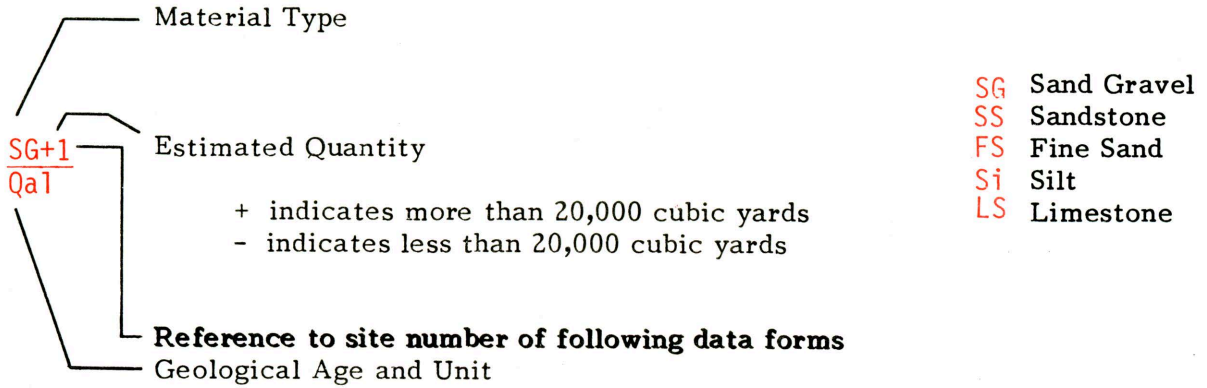 Material Type
SG+1
Qal
Estimated Quantity
+ indicates more than 20,000 cubic yards
- indicates less than 20,000 cubic yards
Reference to site number of following data forms
Geological Age and Unit
SG Sand Gravel
SS Sandstone
FS Fine Sand
Si Silt
LS Limestone